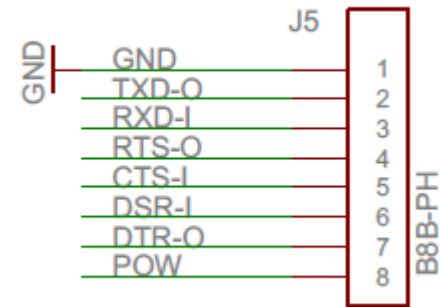 J5
GND
GND 1
TXD-O 2
RXD-I 3
RTS-O 4
CTS-I 5
DSR-I 6
DTR-O 7
POW 8
B8B-PH